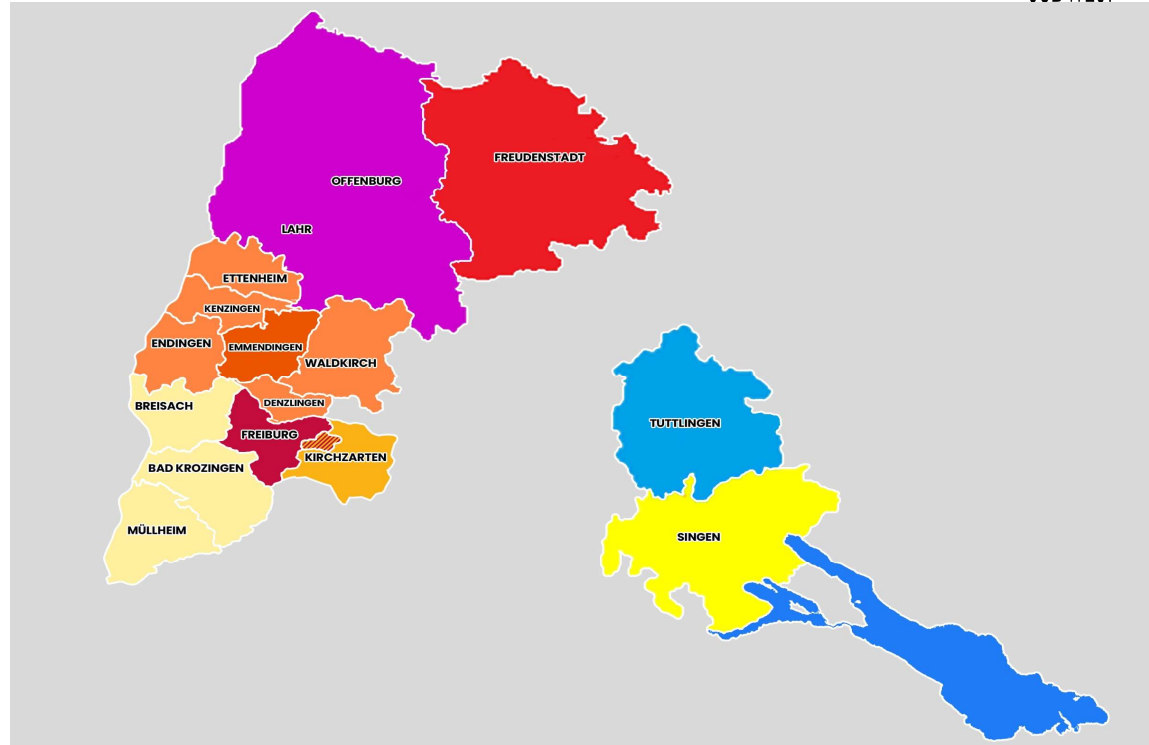 FREUDENSTADT
OFFENBURG
LAHR
ETTENHEIM
KENZINGEN
ENDINGEN
EMMENDINGEN
WALDKIRCH
DENZLINGEN
BREISACH
FREIBURG
KIRCHZARTEN
BAD KROZINGEN
MÜLLHEIM
TUTTLINGEN
SINGEN